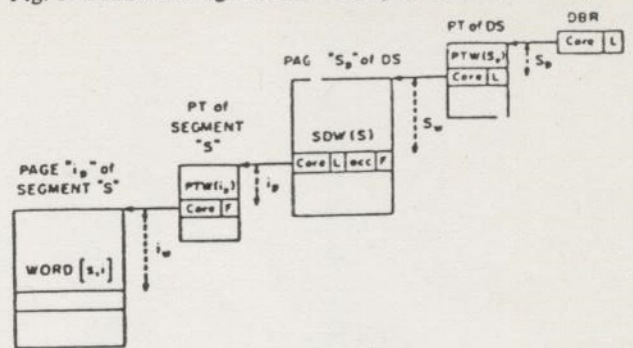 DBR
Core L
PT of DS
PTW(Sp)
Core L
Sp
"Sp" of DS
SDW(S)
Core L acc F
Sw
PT of
SEGMENT
"S"
PTW(ip)
Core F
ip
PAGE "ip" of
SEGMENT "S"
WORD [s,i]
iw